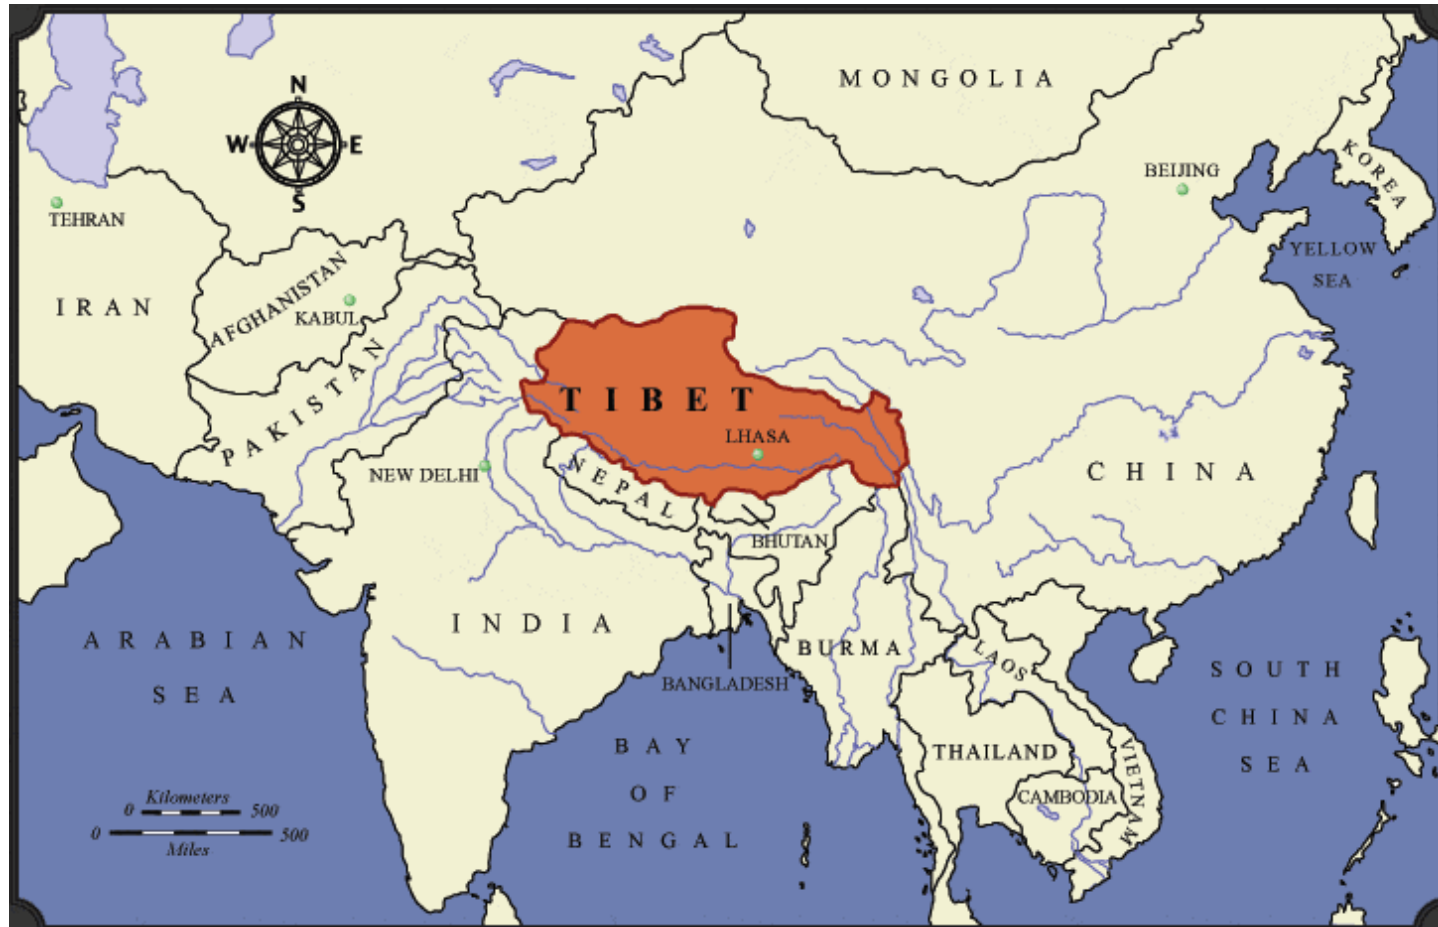 MONGOLIA
N
W E
S
BEIJING
KOREA
TEHRAN
YELLOW
SEA
AFGHANISTAN
IRAN
KABUL
PAKISTAN
TIBET
LHASA
NEW DELHI
NEPAL
CHINA
BHUTAN
INDIA
ARABIAN
SEA
BURMA
LAOS
BANGLADESH
SOUTH
CHINA
SEA
BAY
OF
BENGAL
THAILAND
VIETNAM
CAMBODIA
Kilometers
0 500
0 500
Miles